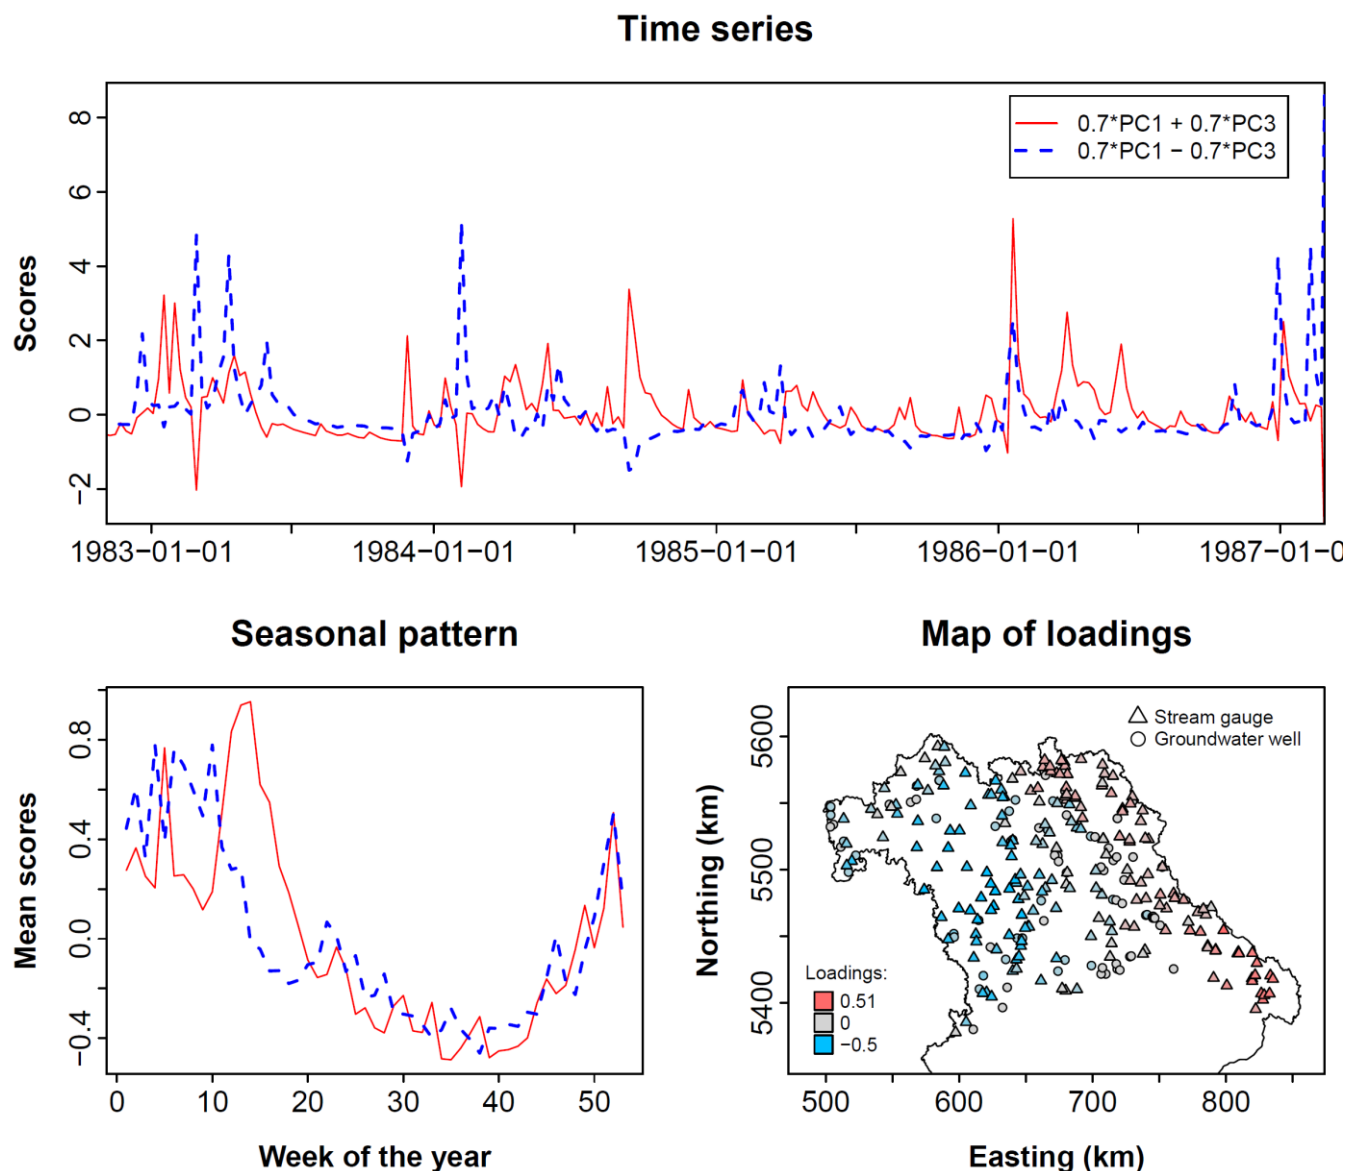 Time series
Scores
8
6
4
2
0
−2
0.7*PC1 + 0.7*PC3
0.7*PC1 − 0.7*PC3
1983−01−01 1984−01−01 1985−01−01 1986−01−01 1987−01−0
Seasonal pattern
Mean scores
0.8
0.4
0.0
−0.4
0 10 20 30 40 50
Week of the year
Map of loadings
Northing (km)
5600
5500
5400
Stream gauge
Groundwater well
Loadings:
0.51
0
−0.5
500 600 700 800
Easting (km)